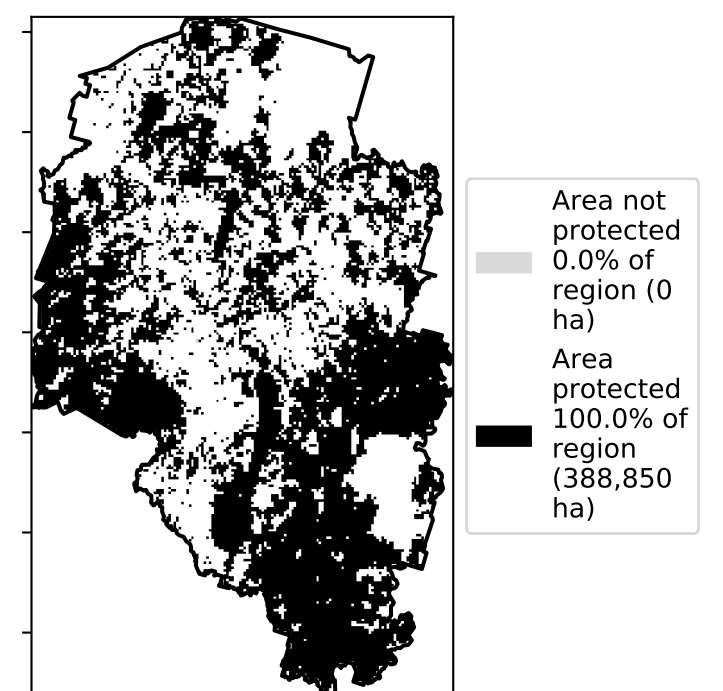 Area not
protected
0.0% of
region (0
ha)
Area
protected
100.0% of
region
(388,850
ha)